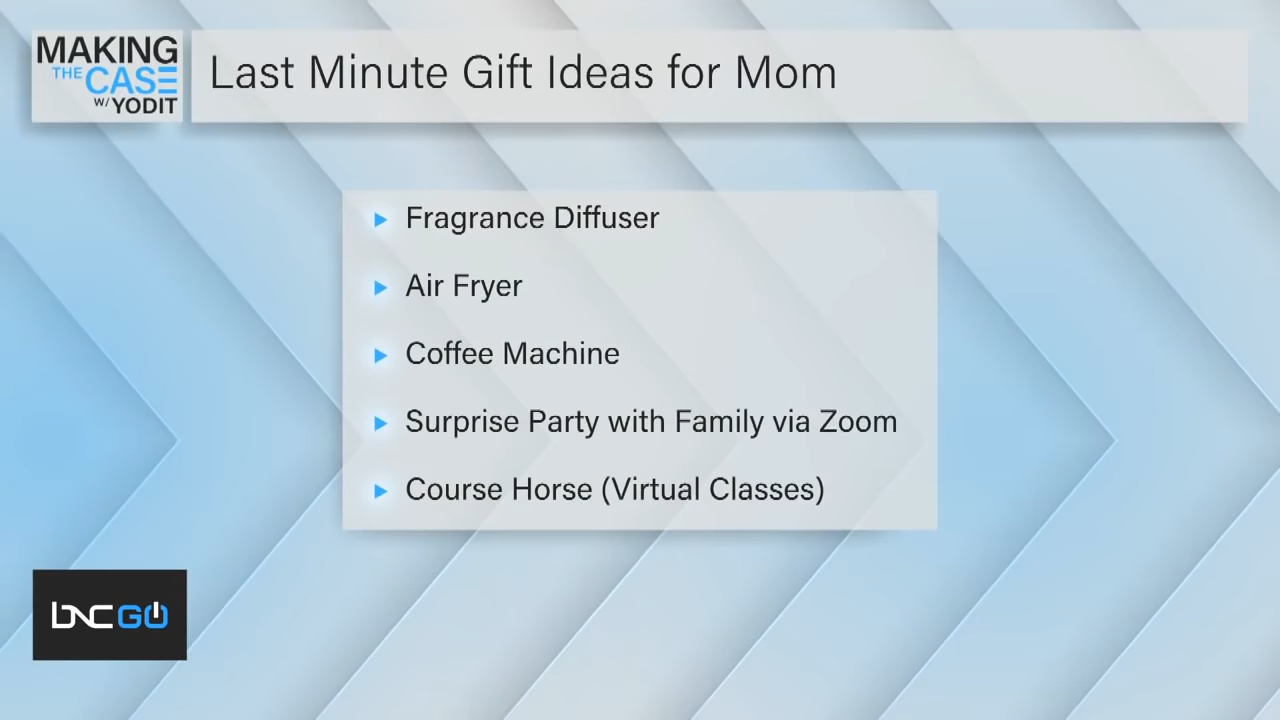 MAKING
THE CASE
W/ YODIT
Last Minute Gift Ideas for Mom
Fragrance Diffuser
Air Fryer
Coffee Machine
Surprise Party with Family via Zoom
Course Horse (Virtual Classes)
bNC GO